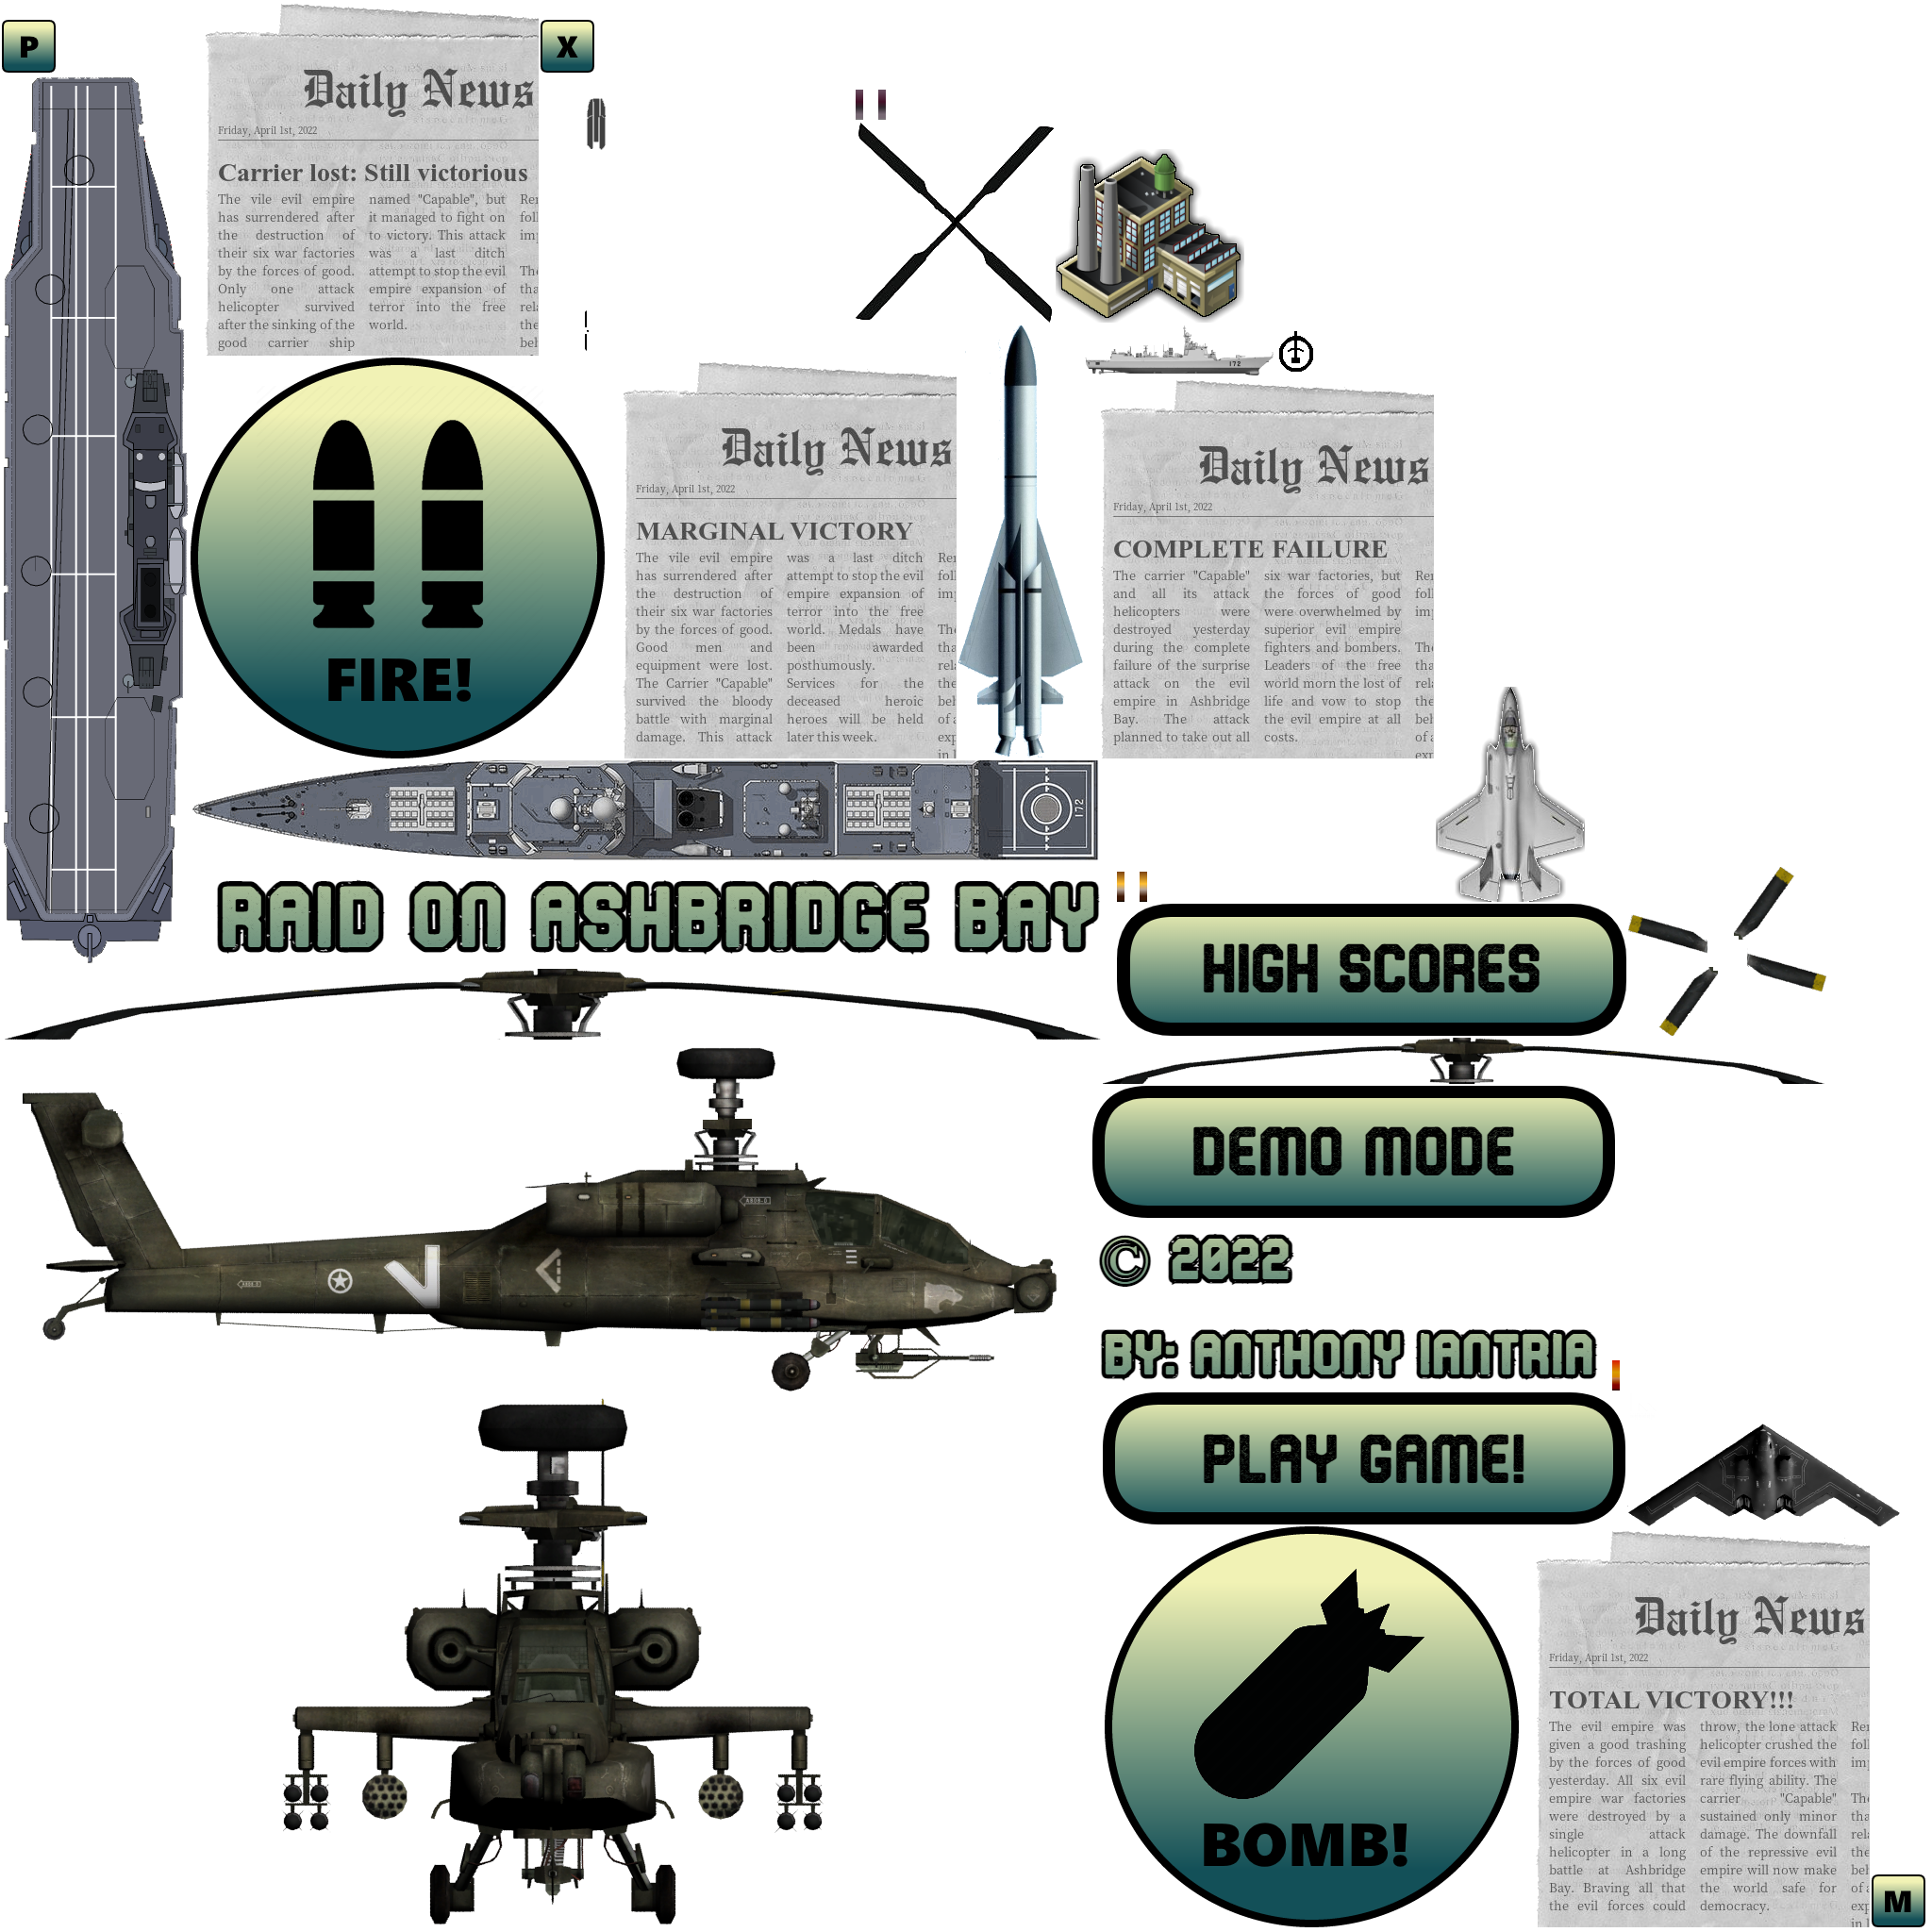 P
X
Daily News
Friday, April 1st, 2022
Carrier lost: Still victorious
The vile evil empire
has surrendered after
the destruction of
their six war factories
by the forces of good.
Only one attack
helicopter survived
after the sinking of the
good carrier ship
named "Capable", but
it managed to fight on
to victory. This attack
was a last ditch
attempt to stop the evil
empire expansion of
terror into the free
world.
FIRE!
Daily News
Friday, April 1st, 2022
MARGINAL VICTORY
The vile evil empire
has surrendered after
the destruction of
their six war factories
by the forces of good.
Good men and
equipment were lost.
The Carrier "Capable"
survived the bloody
battle with marginal
damage. This attack
was a last ditch
attempt to stop the evil
empire expansion of
terror into the free
world. Medals have
been awarded
posthumously.
Services for the
deceased heroic
heroes will be held
later this week.
172
Daily News
Friday, April 1st, 2022
COMPLETE FAILURE
The carrier "Capable"
and all its attack
helicopters were
destroyed yesterday
during the complete
failure of the surprise
attack on the evil
empire in Ashbridge
Bay. The attack
planned to take out all
six war factories, but
the forces of good
were overwhelmed by
superior evil empire
fighters and bombers.
Leaders of the free
world morn the lost of
life and vow to stop
the evil empire at all
costs.
172
RAID ON ASHBRIDGE BAY
HIGH SCORES
DEMO MODE
© 2022
BY: ANTHONY IANTRIA
PLAY GAME!
BOMB!
Daily News
Friday, April 1st, 2022
TOTAL VICTORY!!!
The evil empire was
given a good trashing
by the forces of good
yesterday. All six evil
empire war factories
were destroyed by a
single attack
helicopter in a long
battle at Ashbridge
Bay. Braving all that
the evil forces could
throw, the lone attack
helicopter crushed the
evil empire forces with
rare flying ability. The
carrier "Capable"
sustained only minor
damage. The downfall
of the repressive evil
empire will now make
the world safe for
democracy.
M